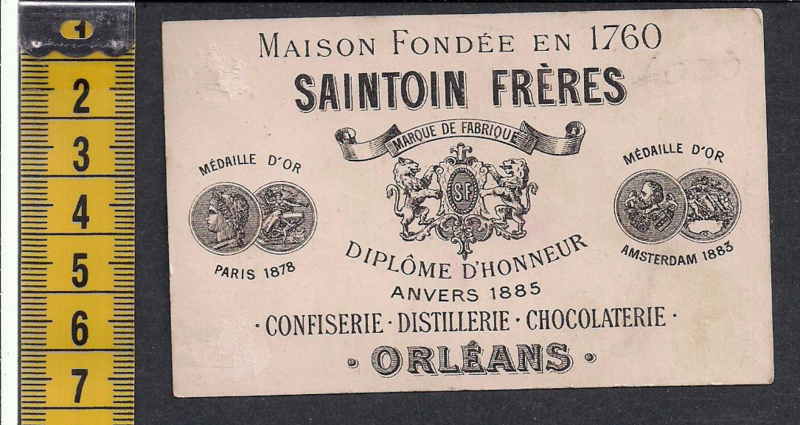 1
2
3
4
5
6
7
MAISON FONDÉE EN 1760
SAINTOIN FRÈRES
MARQUE DE FABRIQUE
MÉDAILLE D'OR
PARIS 1878
S.F.
MÉDAILLE D'OR
AMSTERDAM 1883
DIPLÔME D'HONNEUR
ANVERS 1885
· CONFISERIE · DISTILLERIE · CHOCOLATERIE ·
· ORLÉANS ·